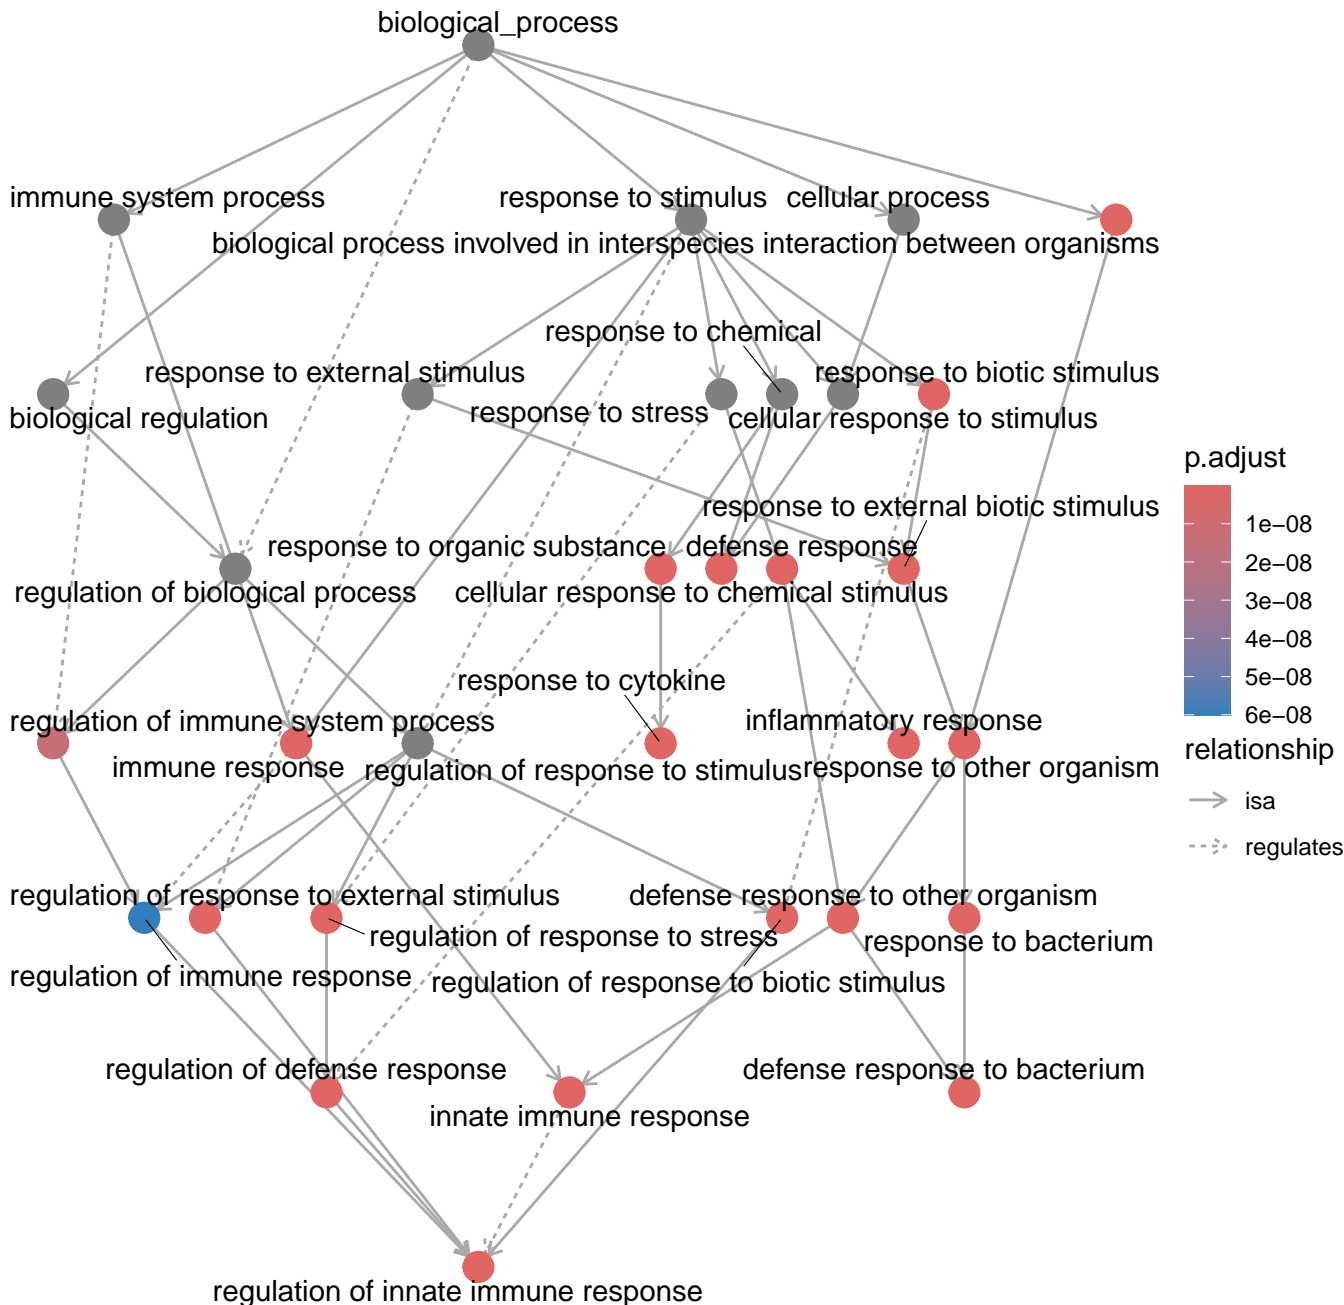 biological_process
immune system process
response to stimulus
cellular process
biological process involved in interspecies interaction between organisms
response to chemical
response to external stimulus
response to biotic stimulus
biological regulation
response to stress
cellular response to stimulus
response to external biotic stimulus
response to organic substance
defense response
regulation of biological process
cellular response to chemical stimulus
response to cytokine
regulation of immune system process
inflammatory response
immune response
regulation of response to stimulus
response to other organism
regulation of response to external stimulus
defense response to other organism
regulation of response to stress
response to bacterium
regulation of immune response
regulation of response to biotic stimulus
regulation of defense response
defense response to bacterium
innate immune response
regulation of innate immune response
p.adjust
1e−08
2e−08
3e−08
4e−08
5e−08
6e−08
relationship
isa
regulates